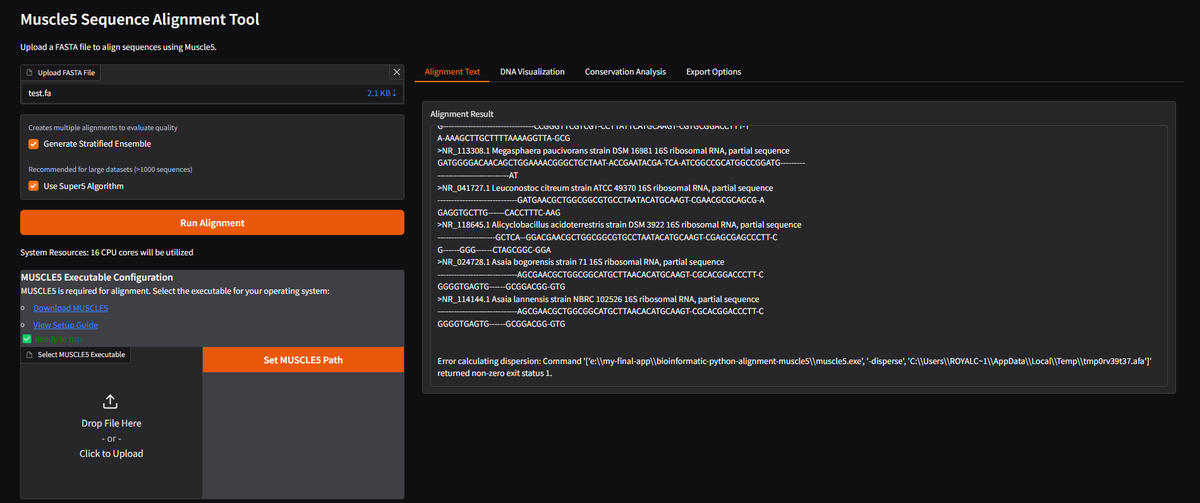 Muscle5 Sequence Alignment Tool
Upload a FASTA file to align sequences using Muscle5.
Upload FASTA File
test.fa
2.1 KB↓
Creates multiple alignments to evaluate quality
Generate Stratified Ensemble
Recommended for large datasets (>1000 sequences)
Use Super5 Algorithm
Run Alignment
System Resources: 16 CPU cores will be utilized
MUSCLE5 Executable Configuration
MUSCLE5 is required for alignment. Select the executable for your operating system:
Download MUSCLE5
View Setup Guide
Ready to run
Select MUSCLE5 Executable
Set MUSCLE5 Path
Drop File Here
- or -
Click to Upload
Alignment Text
DNA Visualization
Conservation Analysis
Export Options
Alignment Result
A-AAAGCTTGCTTTTAAAAGGTTA-GCG
>NR_113308.1 Megasphaera paucivorans strain DSM 16981 16S ribosomal RNA, partial sequence
GATGGGGACAACAGCTGGAAAACGGGCTGCTAAT-ACCGAATACGA-TCA-ATCGGCCGCATGGCCGGATG----------
------------------------------AT
>NR_041727.1 Leuconostoc citreum strain ATCC 49370 16S ribosomal RNA, partial sequence
---------------------------------GATGAACGCTGGCGGCGTGCCTAATACATGCAAGT-CGAACGCGCAGCG-A
GAGGTGCTTG------CACCTTTC-AAG
>NR_118645.1 Alicyclobacillus acidoterrestris strain DSM 3922 16S ribosomal RNA, partial sequence
------------------------GCTCA--GGACGAACGCTGGCGGCGTGCCTAATACATGCAAGT-CGAGCGAGCCCTT-C
G------GGG------CTAGCGGC-GGA
>NR_024728.1 Asaia bogorensis strain 71 16S ribosomal RNA, partial sequence
---------------------------------AGCGAACGCTGGCGGCATGCTTAACACATGCAAGT-CGCACGGACCCTT-C
GGGGTGAGTG------GCGGACGG-GTG
>NR_114144.1 Asaia lannensis strain NBRC 102526 16S ribosomal RNA, partial sequence
---------------------------------AGCGAACGCTGGCGGCATGCTTAACACATGCAAGT-CGCACGGACCCTT-C
GGGGTGAGTG------GCGGACGG-GTG
Error calculating dispersion: Command '['e:\\my-final-app\\bioinformatic-python-alignment-muscle5\\muscle5.exe', '-disperse', 'C:\\Users\\ROYALC~1\\AppData\\Local\\Temp\\tmp0rv39t37.afa']'
returned non-zero exit status 1.